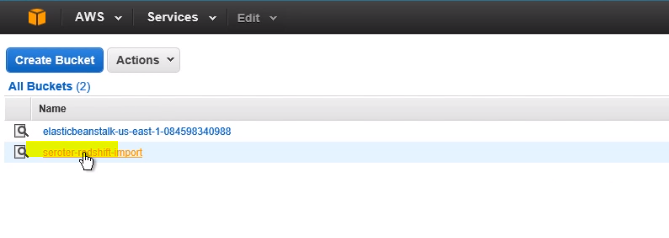 AWS Services Edit
Create Bucket Actions
All Buckets (2)
Name
elasticbeanstalk-us-east-1-084598340988
seroter-redshift-import